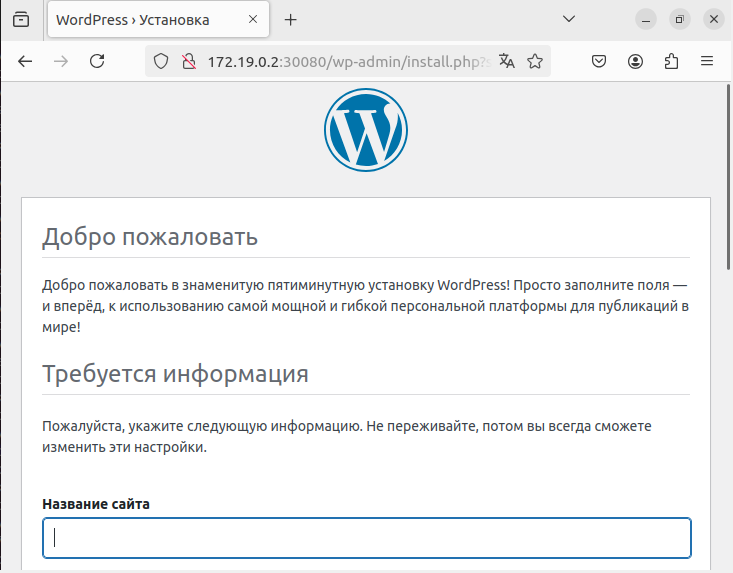 WordPress › Установка
172.19.0.2:30080/wp-admin/install.php?
Добро пожаловать
Добро пожаловать в знаменитую пятиминутную установку WordPress! Просто заполните поля —
и вперёд, к использованию самой мощной и гибкой персональной платформы для публикаций в
мире!
Требуется информация
Пожалуйста, укажите следующую информацию. Не переживайте, потом вы всегда сможете
изменить эти настройки.
Название сайта